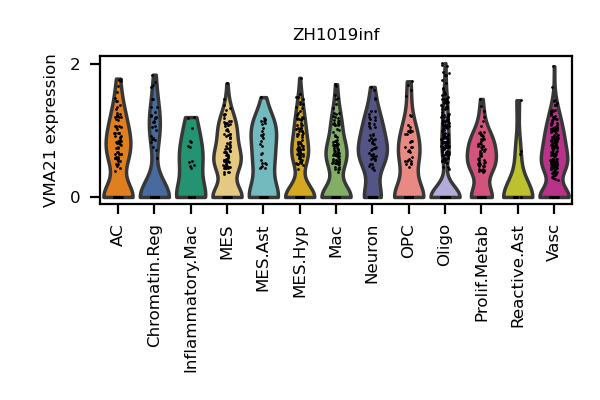 ZH1019inf
VMA21 expression
2
0
AC
Chromatin.Reg
Inflammatory.Mac
MES
MES.Ast
MES.Hyp
Mac
Neuron
OPC
Oligo
Prolif.Metab
Reactive.Ast
Vasc